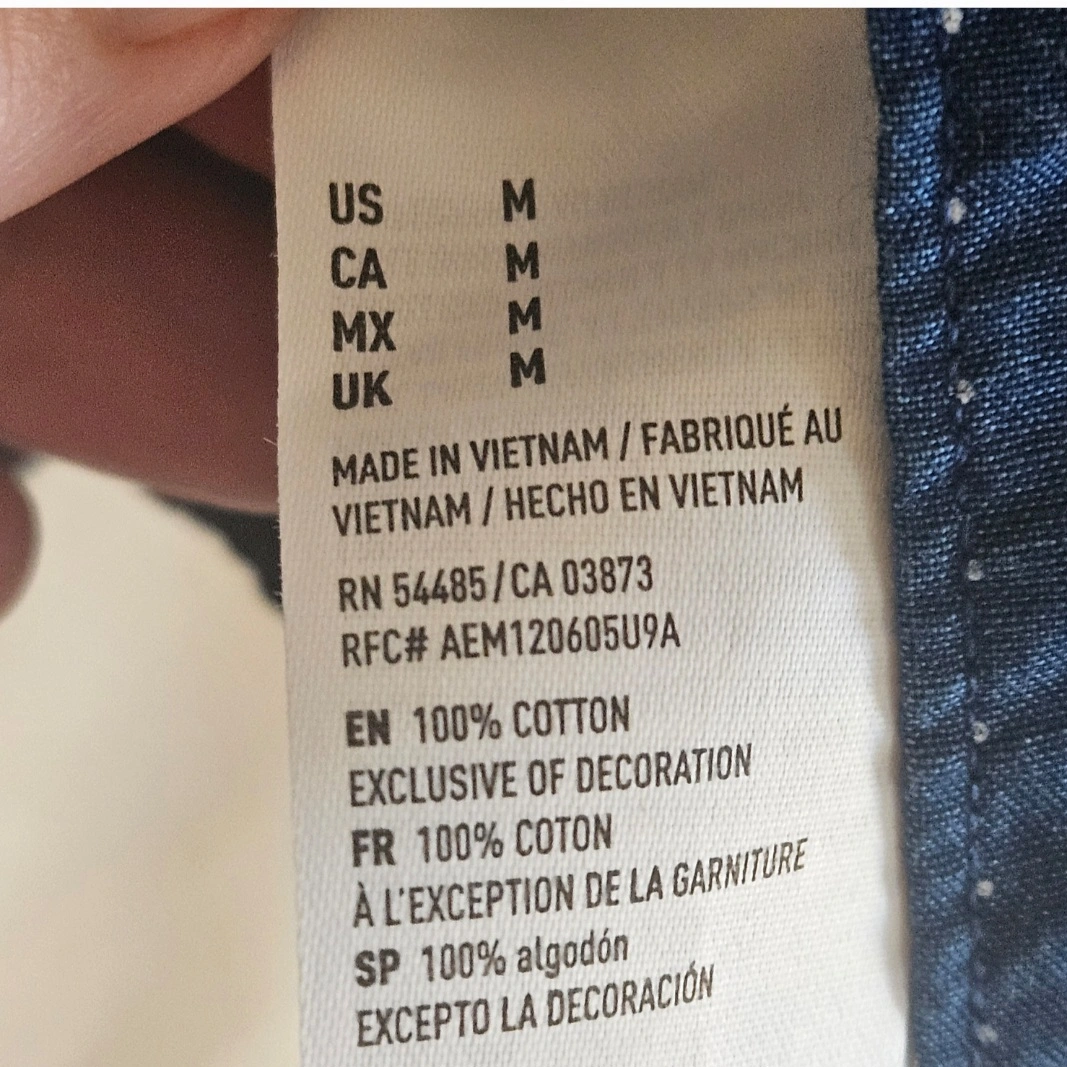 US M
CA M
MX M
UK M
MADE IN VIETNAM / FABRIQUÉ AU
VIETNAM / HECHO EN VIETNAM
RN 54485/CA 03873
RFC# AEM120605U9A
EN 100% COTTON
EXCLUSIVE OF DECORATION
FR 100% COTON
À L'EXCEPTION DE LA GARNITURE
SP 100% algodón
EXCEPTO LA DECORACIÓN